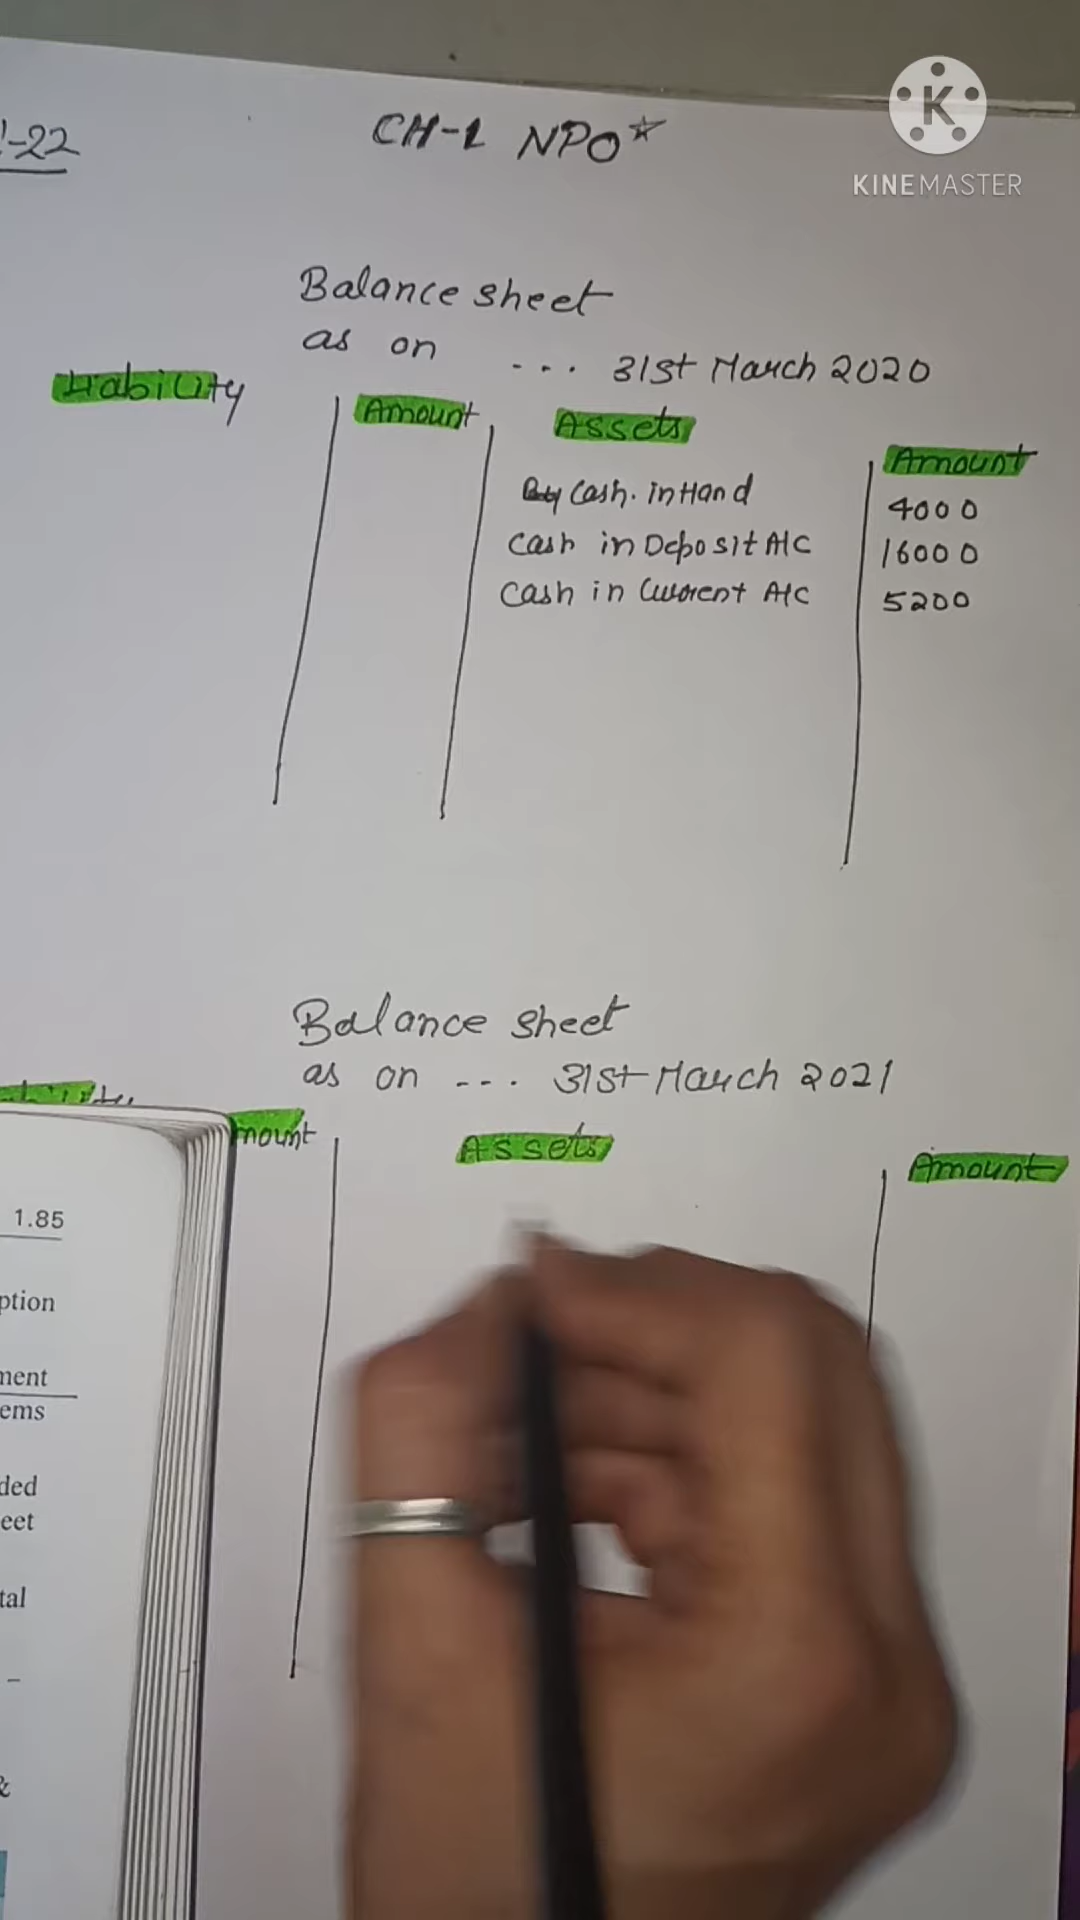 -22
CH-1 NPO☆
KINEMASTER
Balance sheet
as on ... 31st March 2020
Liability Amount Assets Amount
Cash in Hand 4000
Cash in Deposit A/C 16000
Cash in Current A/C 5200
Balance sheet
as on --- 31st March 2021
mount Assets Amount
1.85
ption
ment
ems
ded
eet
tal
–
&